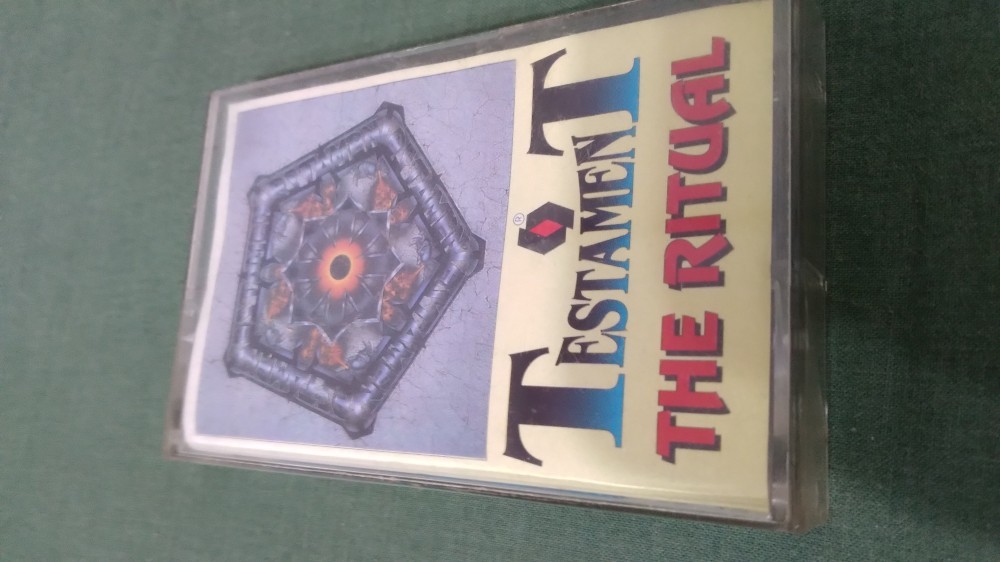 ®
TESTAMENT
THE RITUAL